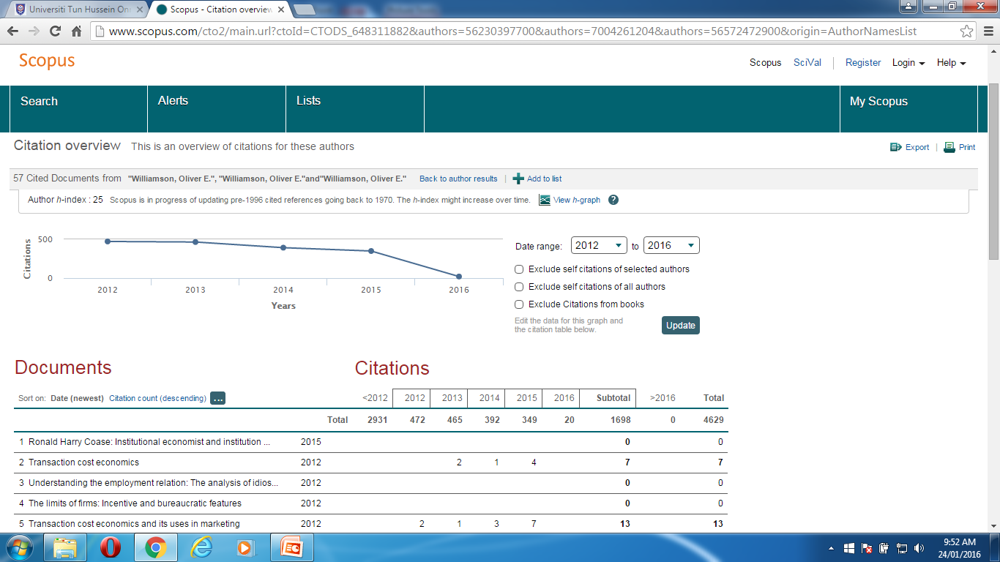 Universiti Tun Hussein On
Scopus - Citation overview
www.scopus.com/cto2/main.url?ctoId=CTODS_648311882&authors=56230397700&authors=7004261204&authors=56572472900&origin=AuthorNamesList
Scopus
Scopus SciVal Register Login Help
Search Alerts Lists My Scopus
Citation overview This is an overview of citations for these authors Export | Print
57 Cited Documents from "Williamson, Oliver E.", "Williamson, Oliver E."and"Williamson, Oliver E." Back to author results | Add to list
Author h-index : 25 Scopus is in progress of updating pre-1996 cited references going back to 1970. The h-index might increase over time. View h-graph ?
Citations
500
0
2012 2013 2014 2015 2016
Years
Date range: 2012 to 2016
Exclude self citations of selected authors
Exclude self citations of all authors
Exclude Citations from books
Edit the data for this graph and
the citation table below.
Update
Documents Citations
Sort on: Date (newest) Citation count (descending) ... <2012 2012 2013 2014 2015 2016 Subtotal >2016 Total
Total 2931 472 465 392 349 20 1698 0 4629
1 Ronald Harry Coase: Institutional economist and institution ... 2015 0 0
2 Transaction cost economics 2012 2 1 4 7 7
3 Understanding the employment relation: The analysis of idios... 2012 0 0
4 The limits of firms: Incentive and bureaucratic features 2012 0 0
5 Transaction cost economics and its uses in marketing 2012 2 1 3 7 13 13
9:52 AM
24/01/2016